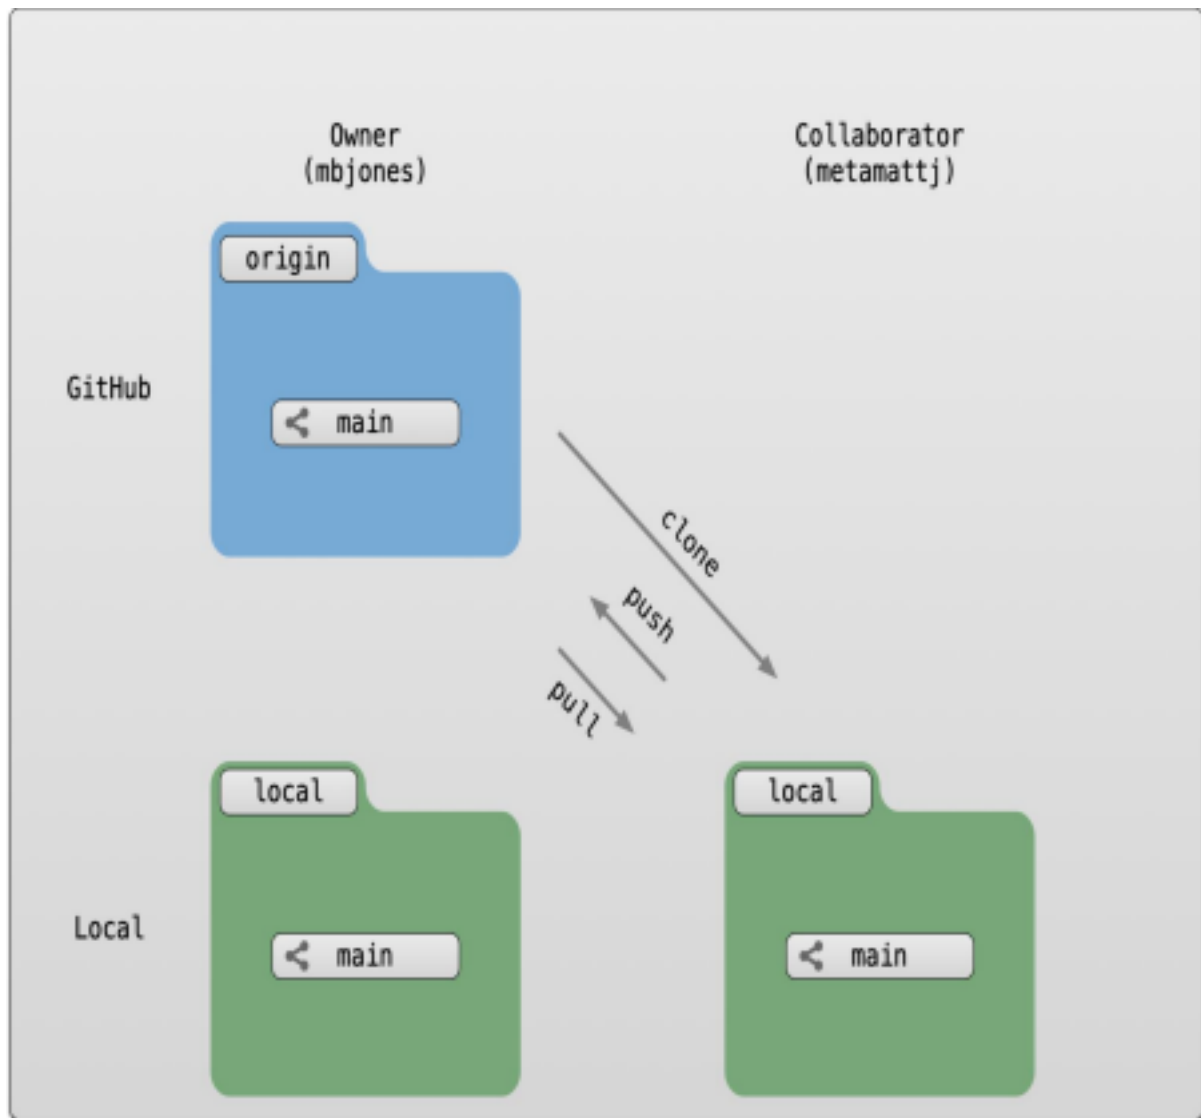 Owner
(mbjones)
Collaborator
(metamattj)
origin
GitHub
main
clone
push
pull
local
local
Local
main
main